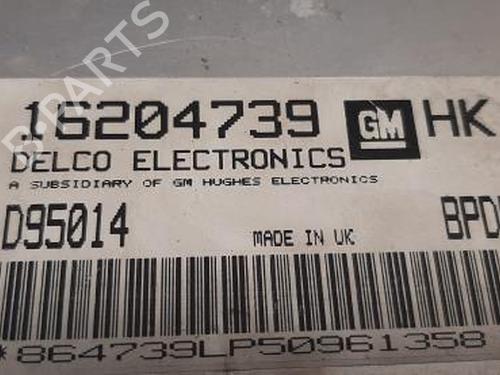 16204739 GM HK
DELCO ELECTRONICS
A SUBSIDIARY OF GM HUGHES ELECTRONICS
D95014 MADE IN UK BPD
*864739LP50961358
B-PARTS